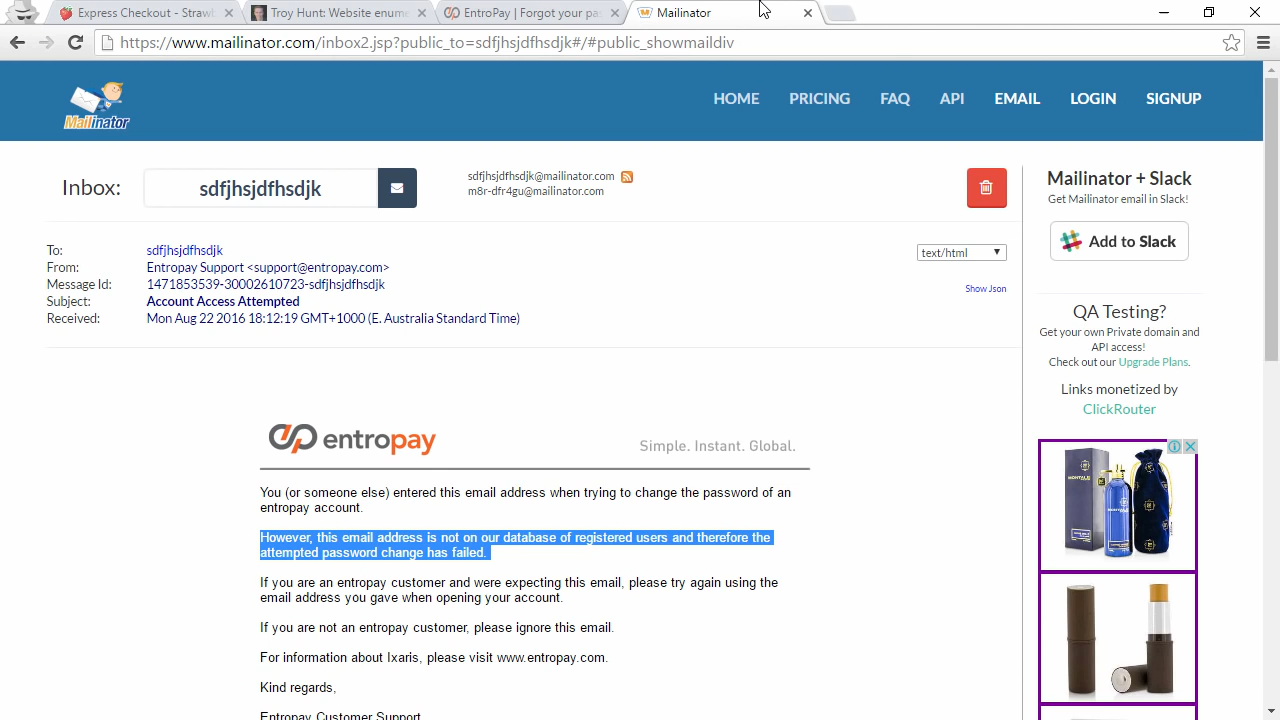 Express Checkout - Strawb
Troy Hunt: Website enume
EntroPay | Forgot your pa
Mailinator
https://www.mailinator.com/inbox2.jsp?public_to=sdfjhsjdfhsdjk#/#public_showmaildiv
Mailinator
HOME
PRICING
FAQ
API
EMAIL
LOGIN
SIGNUP
Inbox:
sdfjhsjdfhsdjk
sdfjhsjdfhsdjk@mailinator.com
m8r-dfr4gu@mailinator.com
To: sdfjhsjdfhsdjk
From: Entropay Support <support@entropay.com>
Message Id: 1471853539-30002610723-sdfjhsjdfhsdjk
Subject: Account Access Attempted
Received: Mon Aug 22 2016 18:12:19 GMT+1000 (E. Australia Standard Time)
text/html
Show Json
entropay
Simple. Instant. Global.
You (or someone else) entered this email address when trying to change the password of an
entropay account.
However, this email address is not on our database of registered users and therefore the
attempted password change has failed.
If you are an entropay customer and were expecting this email, please try again using the
email address you gave when opening your account.
If you are not an entropay customer, please ignore this email.
For information about Ixaris, please visit www.entropay.com.
Kind regards,
Entropay Customer Support
Mailinator + Slack
Get Mailinator email in Slack!
Add to Slack
QA Testing?
Get your own Private domain and
API access!
Check out our Upgrade Plans.
Links monetized by
ClickRouter